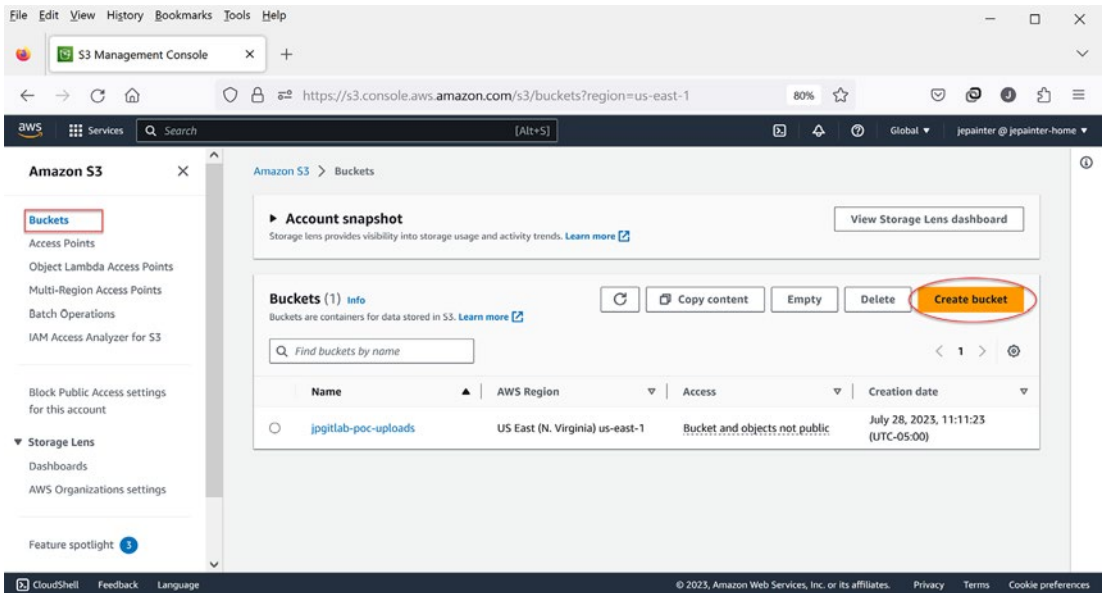 File Edit View History Bookmarks Tools Help
S3 Management Console
https://s3.console.aws.amazon.com/s3/buckets?region=us-east-1
80%
aws
Services
Search
[Alt+S]
Global
jepainter @ jepainter-home
Amazon S3
Buckets
Access Points
Object Lambda Access Points
Multi-Region Access Points
Batch Operations
IAM Access Analyzer for S3
Block Public Access settings
for this account
Storage Lens
Dashboards
AWS Organizations settings
Feature spotlight 3
Amazon S3 > Buckets
Account snapshot
Storage lens provides visibility into storage usage and activity trends. Learn more
View Storage Lens dashboard
Buckets (1) Info
Buckets are containers for data stored in S3. Learn more
Copy content
Empty
Delete
Create bucket
Find buckets by name
< 1 >
Name AWS Region Access Creation date
jpgitlab-poc-uploads US East (N. Virginia) us-east-1 Bucket and objects not public July 28, 2023, 11:11:23
(UTC-05:00)
CloudShell Feedback Language © 2023, Amazon Web Services, Inc. or its affiliates. Privacy Terms Cookie preferences